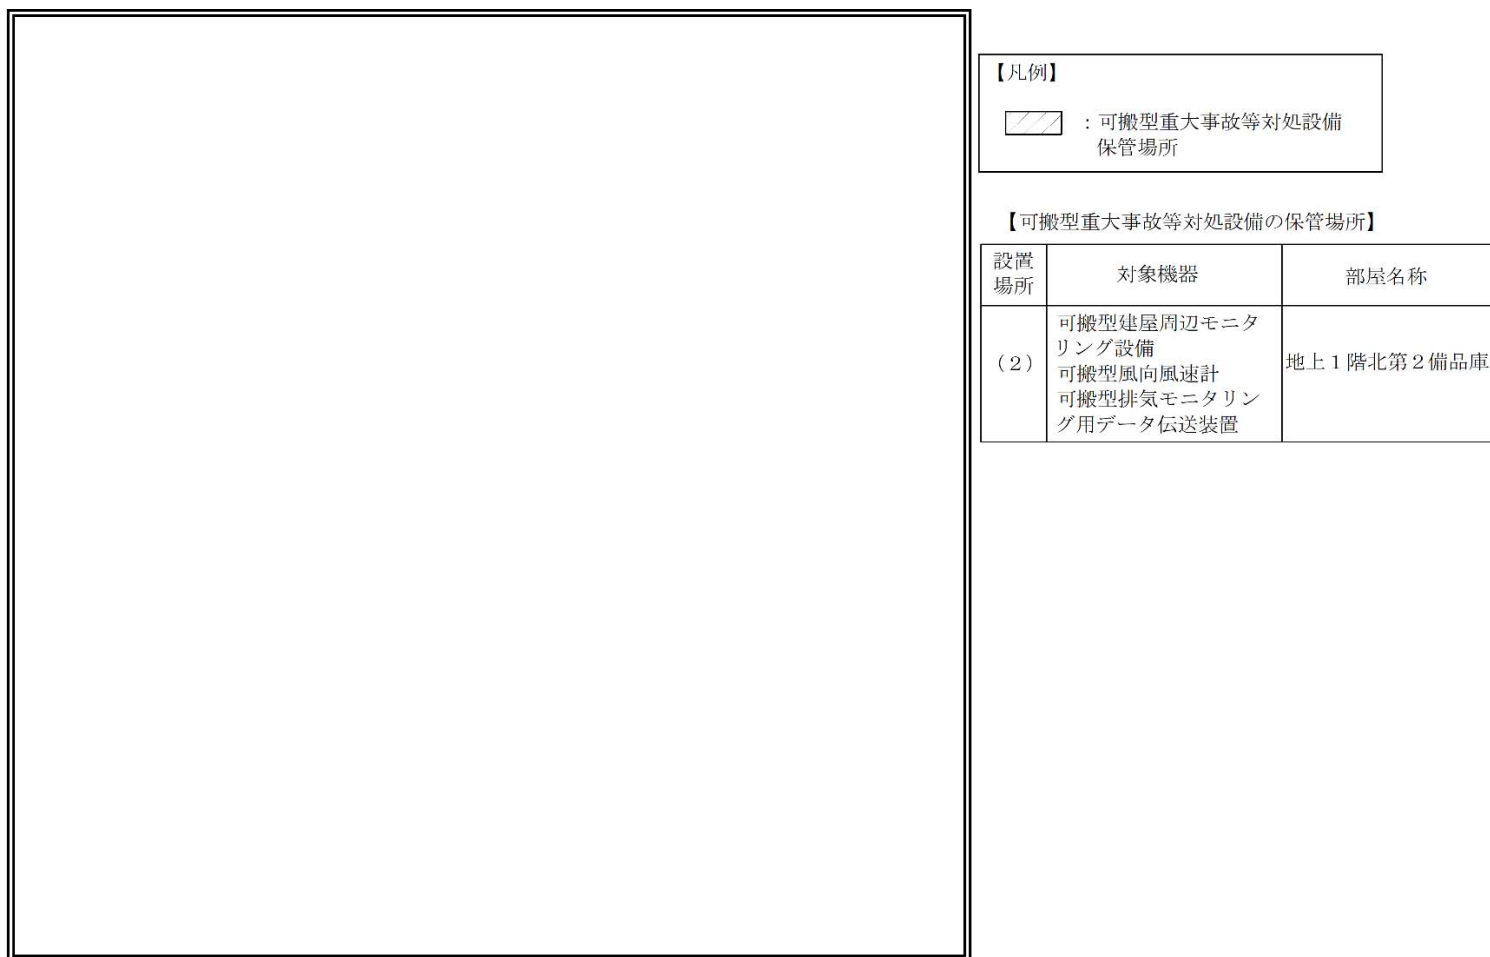 【凡例】
：可搬型重大事故等対処設備
保管場所
【可搬型重大事故等対処設備の保管場所】
設置
場所
対象機器
部屋名称
（２）
可搬型建屋周辺モニタ
リング設備
可搬型風向風速計
可搬型排気モニタリン
グ用データ伝送装置
地上１階北第２備品庫